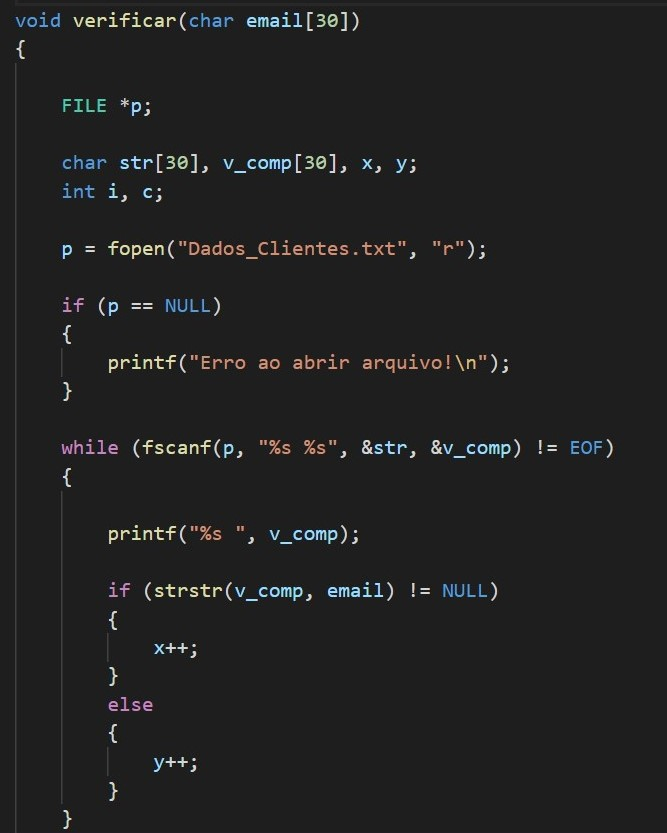 void verificar(char email[30])
{
FILE *p;
char str[30], v_comp[30], x, y;
int i, c;
p = fopen("Dados_Clientes.txt", "r");
if (p == NULL)
{
printf("Erro ao abrir arquivo!\n");
}
while (fscanf(p, "%s %s", &str, &v_comp) != EOF)
{
printf("%s ", v_comp);
if (strstr(v_comp, email) != NULL)
{
x++;
}
else
{
y++;
}
}